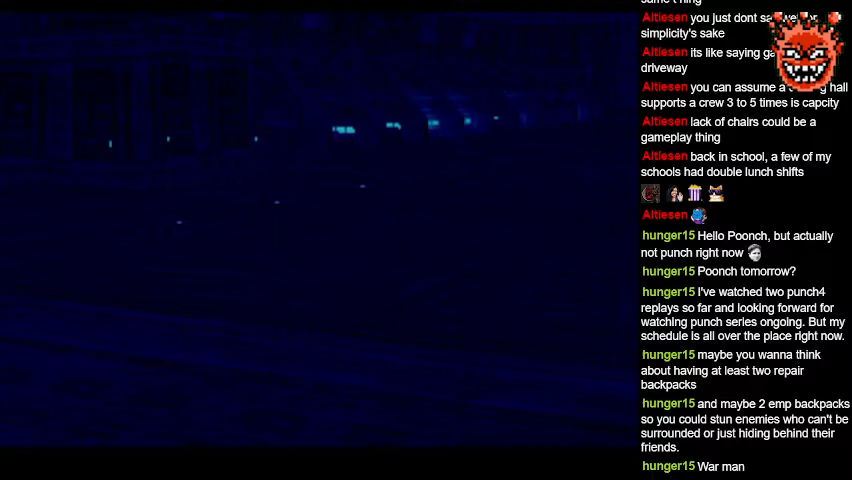 Altiesen you just dont
simplicity's sake
Altiesen its like saying
driveway
Altiesen you can assume a hall
supports a crew 3 to 5 times is capcity
Altiesen lack of chairs could be a
gameplay thing
Altiesen back in school, a few of my
schools had double lunch shifts
Altiesen
hunger15 Hello Poonch, but actually
not punch right now
hunger15 Poonch tomorrow?
hunger15 I've watched two punch4
replays so far and looking forward for
watching punch series ongoing. But my
schedule is all over the place right now.
hunger15 maybe you wanna think
about having at least two repair
backpacks
hunger15 and maybe 2 emp backpacks
so you could stun enemies who can't be
surrounded or just hiding behind their
friends.
hunger15 War man